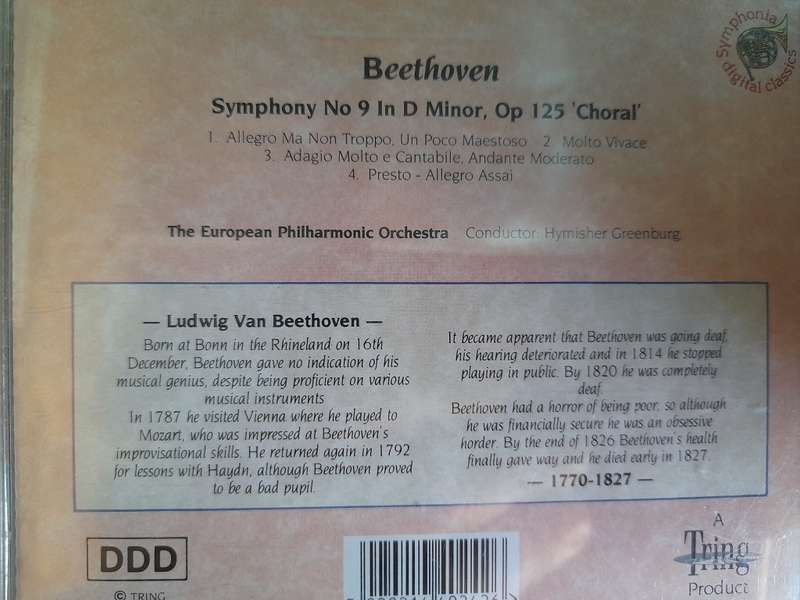 Symphonia
digital classics
Beethoven
Symphony No 9 In D Minor, Op 125 'Choral'
1. Allegro Ma Non Troppo, Un Poco Maestoso 2. Molto Vivace
3. Adagio Molto e Cantabile, Andante Moderato
4. Presto - Allegro Assai
The European Philharmonic Orchestra Conductor: Hymisher Greenburg
— Ludwig Van Beethoven —
Born at Bonn in the Rhineland on 16th
December, Beethoven gave no indication of his
musical genius, despite being proficient on various
musical instruments
In 1787 he visited Vienna where he played to
Mozart, who was impressed at Beethoven's
improvisational skills. He returned again in 1792
for lessons with Haydn, although Beethoven proved
to be a bad pupil.
It became apparent that Beethoven was going deaf,
his hearing deteriorated and in 1814 he stopped
playing in public. By 1820 he was completely
deaf.
Beethoven had a horror of being poor, so although
he was financially secure he was an obsessive
horder. By the end of 1826 Beethoven's health
finally gave way and he died early in 1827.
— 1770-1827 —
DDD
© TRING
A
Tring
Product